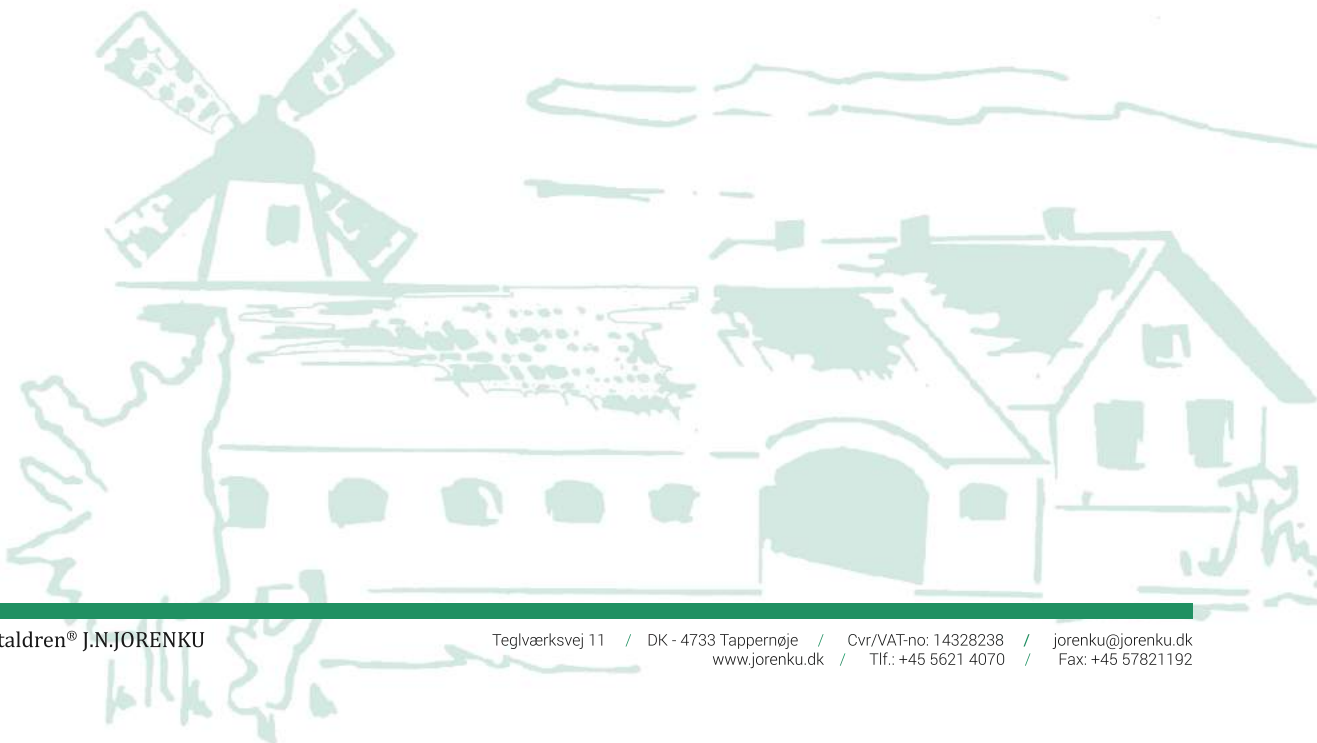 taldren® J.N.JORENKU
Teglværksvej 11 / DK - 4733 Tappernøje / Cvr/VAT-no: 14328238 / jorenku@jorenku.dk
www.jorenku.dk / Tlf.: +45 5621 4070 / Fax: +45 57821192